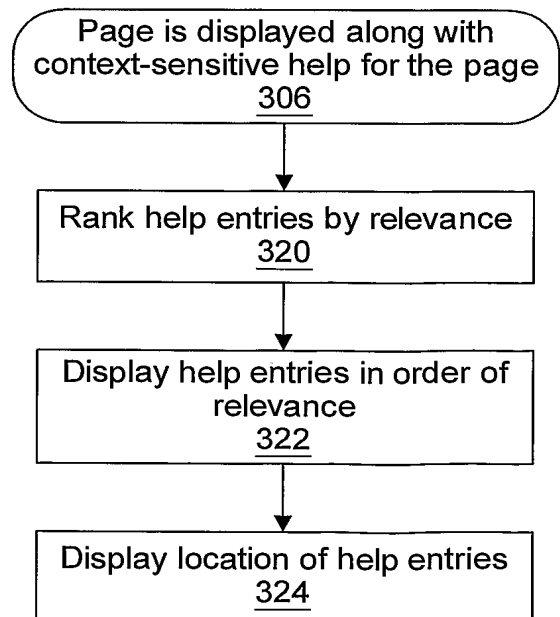 Page is displayed along with
context-sensitive help for the page
306
Rank help entries by relevance
320
Display help entries in order of
relevance
322
Display location of help entries
324